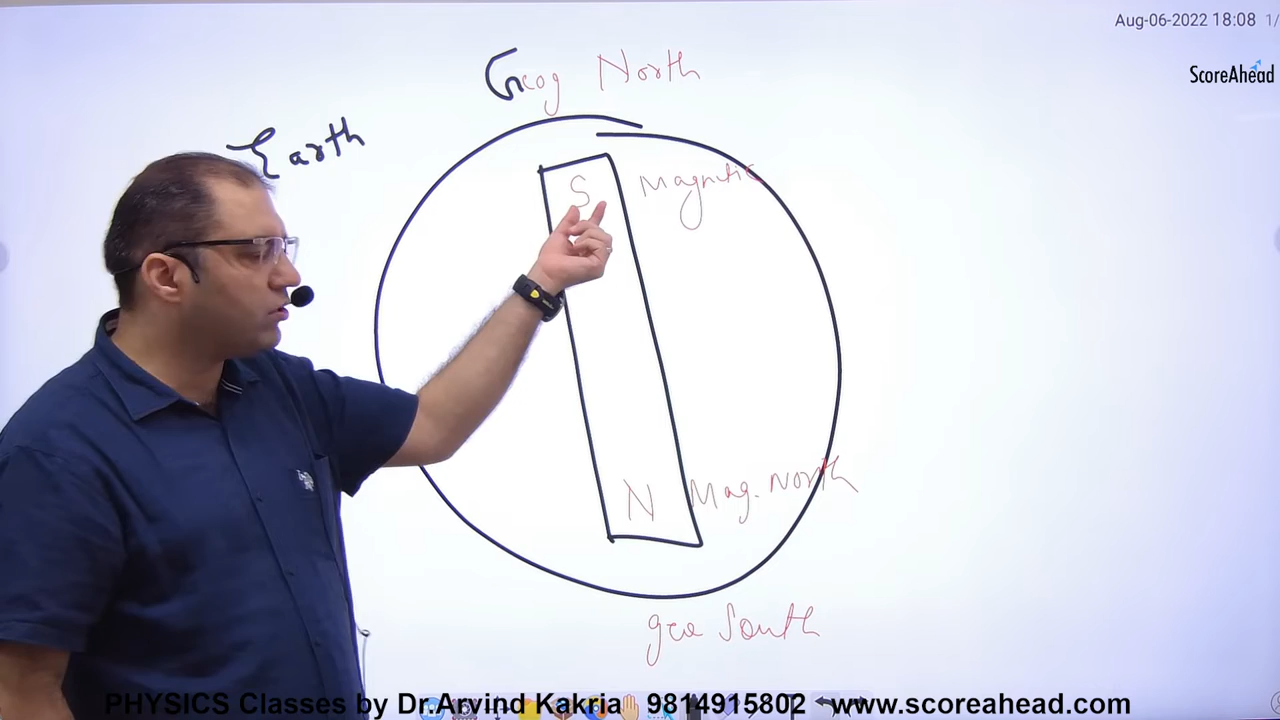 Aug-06-2022 18:08 1/
ScoreAhead
Geog North
Earth
S Magnetic
N Mag. North
geo South
PHYSICS Classes by Dr.Arvind Kakria 9814915802 www.scoreahead.com